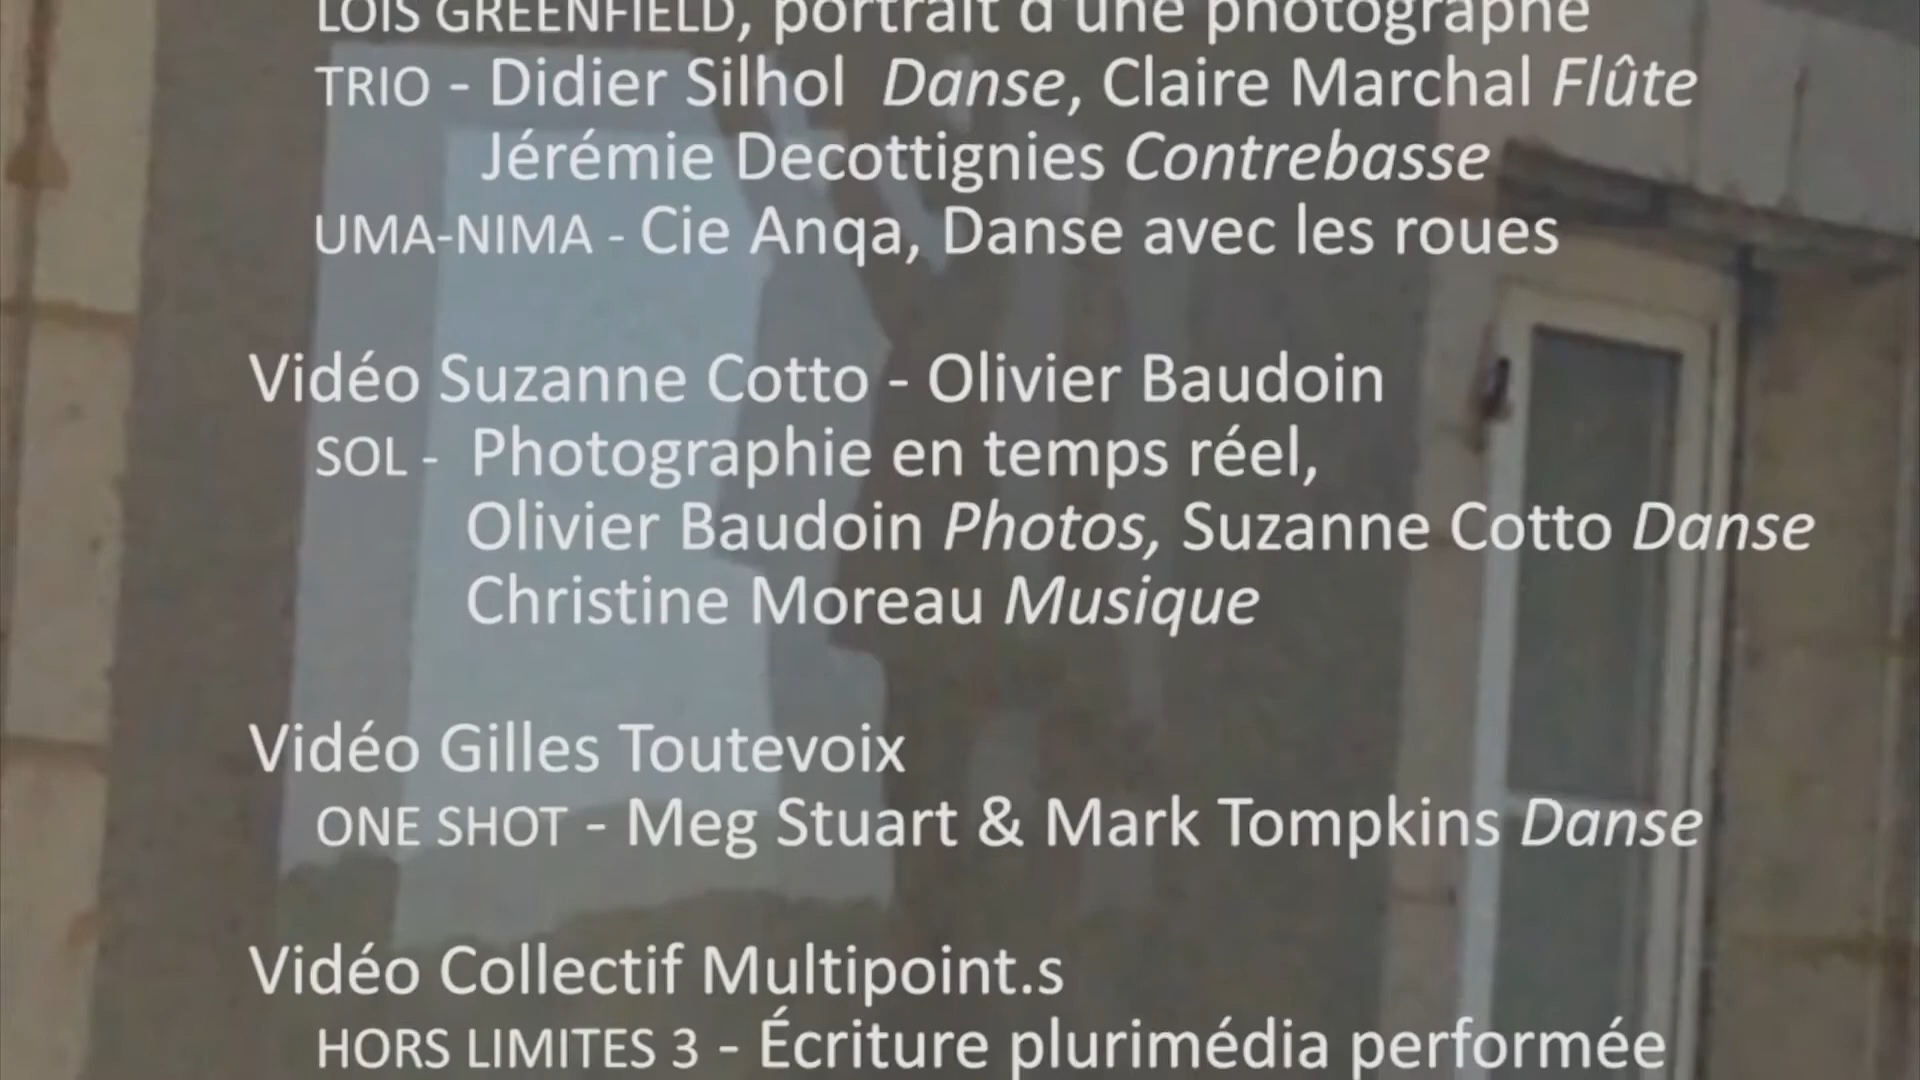 LOIS GREENFIELD, portrait d'une photographe
TRIO - Didier Silhol Danse, Claire Marchal Flûte
Jérémie Decottignies Contrebasse
UMA-NIMA - Cie Anqa, Danse avec les roues
Vidéo Suzanne Cotto - Olivier Baudoin
SOL - Photographie en temps réel,
Olivier Baudoin Photos, Suzanne Cotto Danse
Christine Moreau Musique
Vidéo Gilles Toutevoix
ONE SHOT - Meg Stuart & Mark Tompkins Danse
Vidéo Collectif Multipoint.s
HORS LIMITES 3 - Écriture plurimédia performée